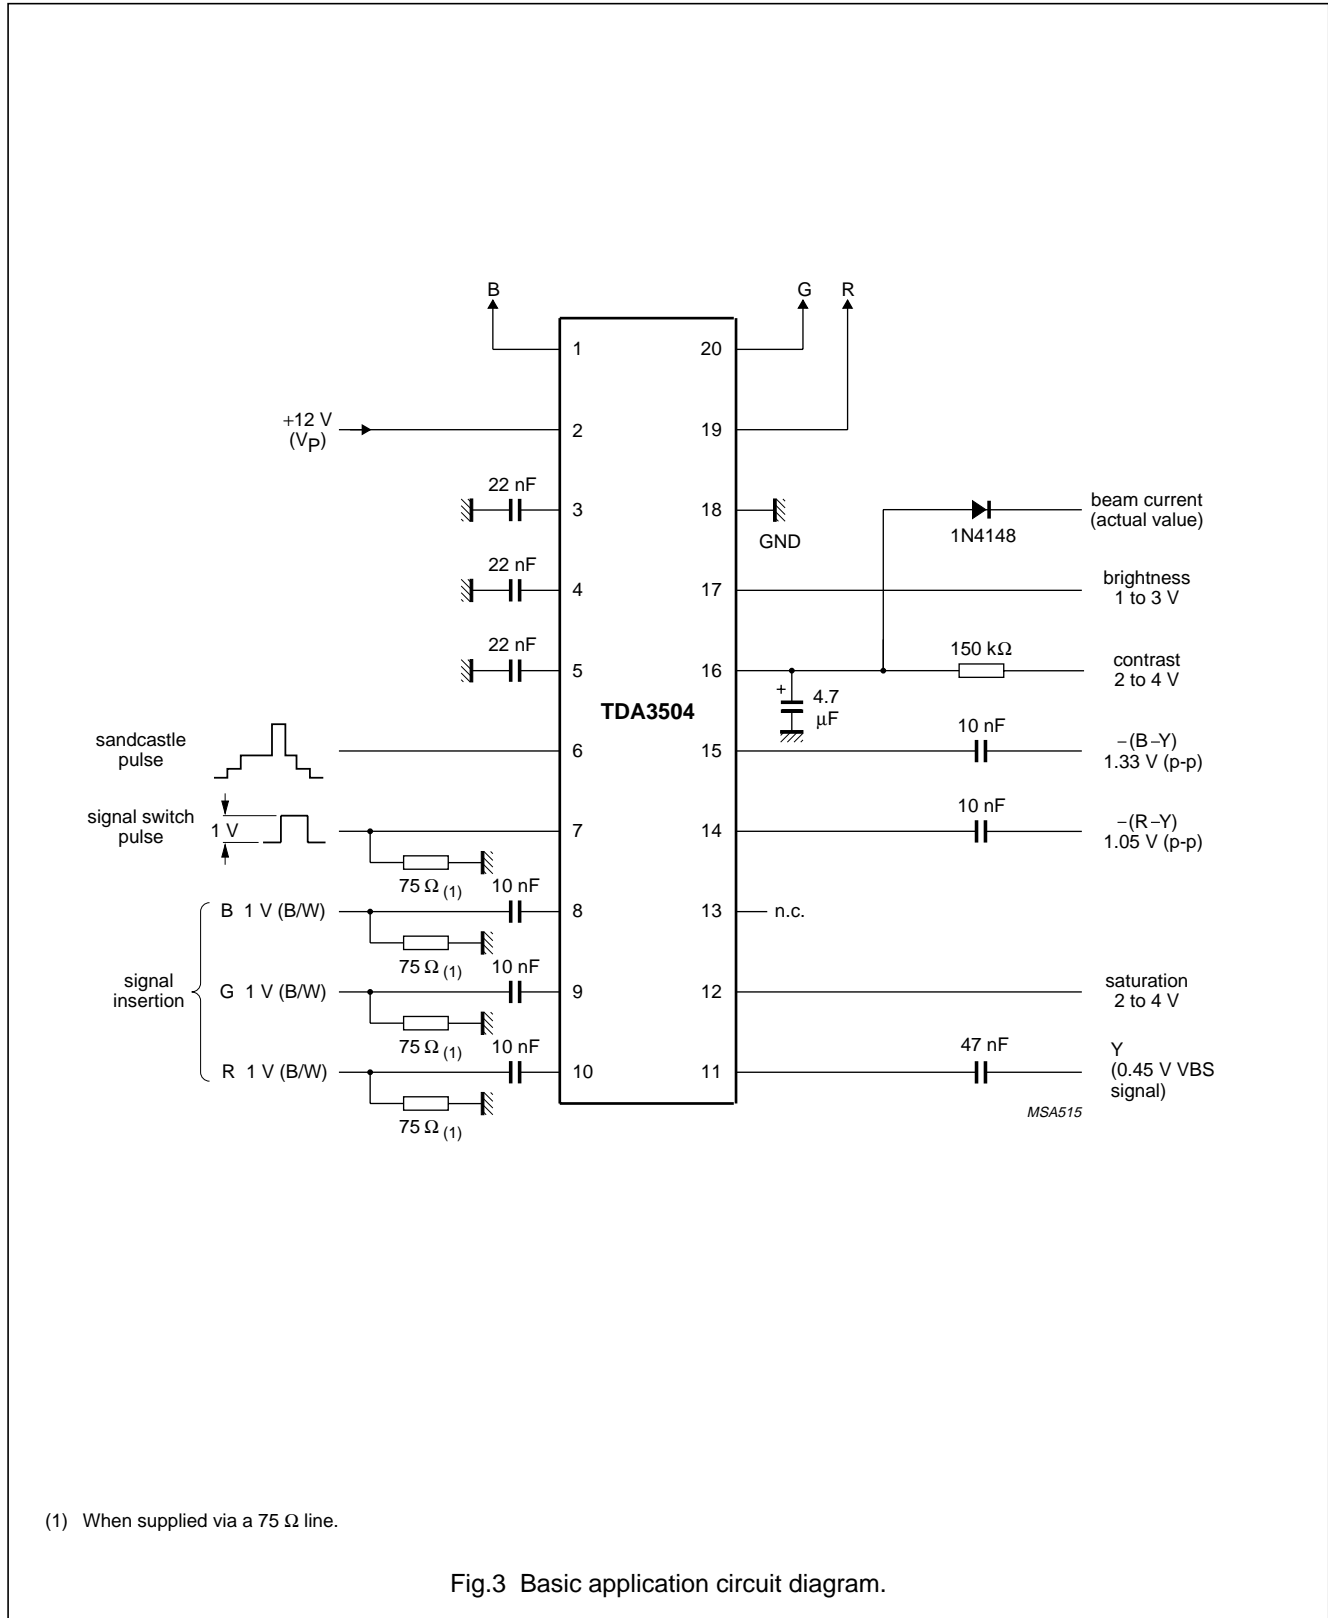 B
G R
1
20
+12 V
(VP)
2
19
22 nF
3
18
GND
1N4148
beam current
(actual value)
22 nF
4
17
brightness
1 to 3 V
22 nF
5
16
150 kΩ
contrast
2 to 4 V
+
4.7
μF
TDA3504
sandcastle
pulse
6
15
10 nF
−(B−Y)
1.33 V (p-p)
signal switch
pulse
1 V
7
14
10 nF
−(R−Y)
1.05 V (p-p)
75 Ω (1)
10 nF
B 1 V (B/W)
8
13
n.c.
75 Ω (1)
10 nF
signal
insertion
G 1 V (B/W)
9
12
saturation
2 to 4 V
75 Ω (1)
10 nF
R 1 V (B/W)
10
11
47 nF
Y
(0.45 V VBS
signal)
75 Ω (1)
MSA515
(1) When supplied via a 75 Ω line.
Fig.3 Basic application circuit diagram.